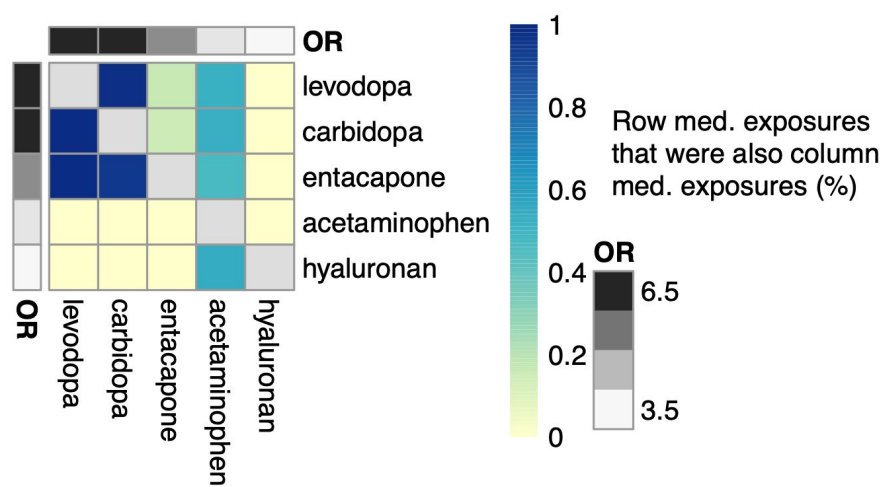 OR
levodopa
carbidopa
entacapone
acetaminophen
hyaluronan
OR
levodopa
carbidopa
entacapone
acetaminophen
hyaluronan
1
0.8
0.6
0.4
0.2
0
Row med. exposures
that were also column
med. exposures (%)
OR
6.5
3.5